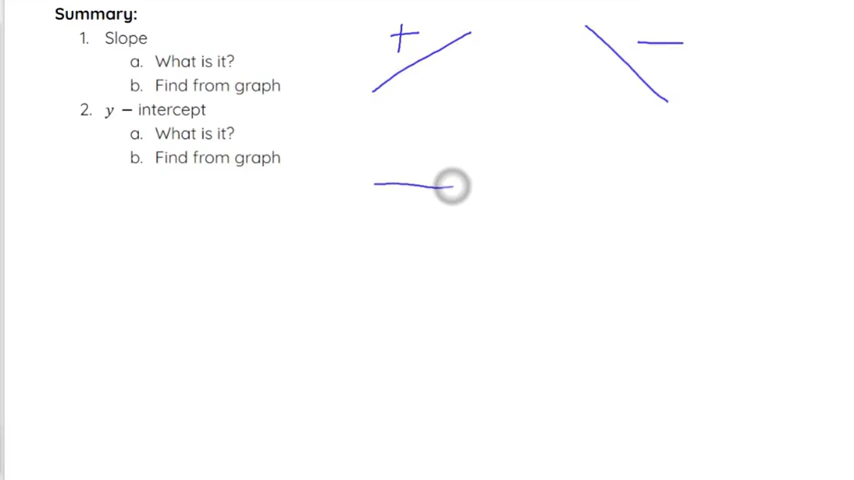 Summary:
1. Slope
a. What is it?
b. Find from graph
2. y – intercept
a. What is it?
b. Find from graph
+
—